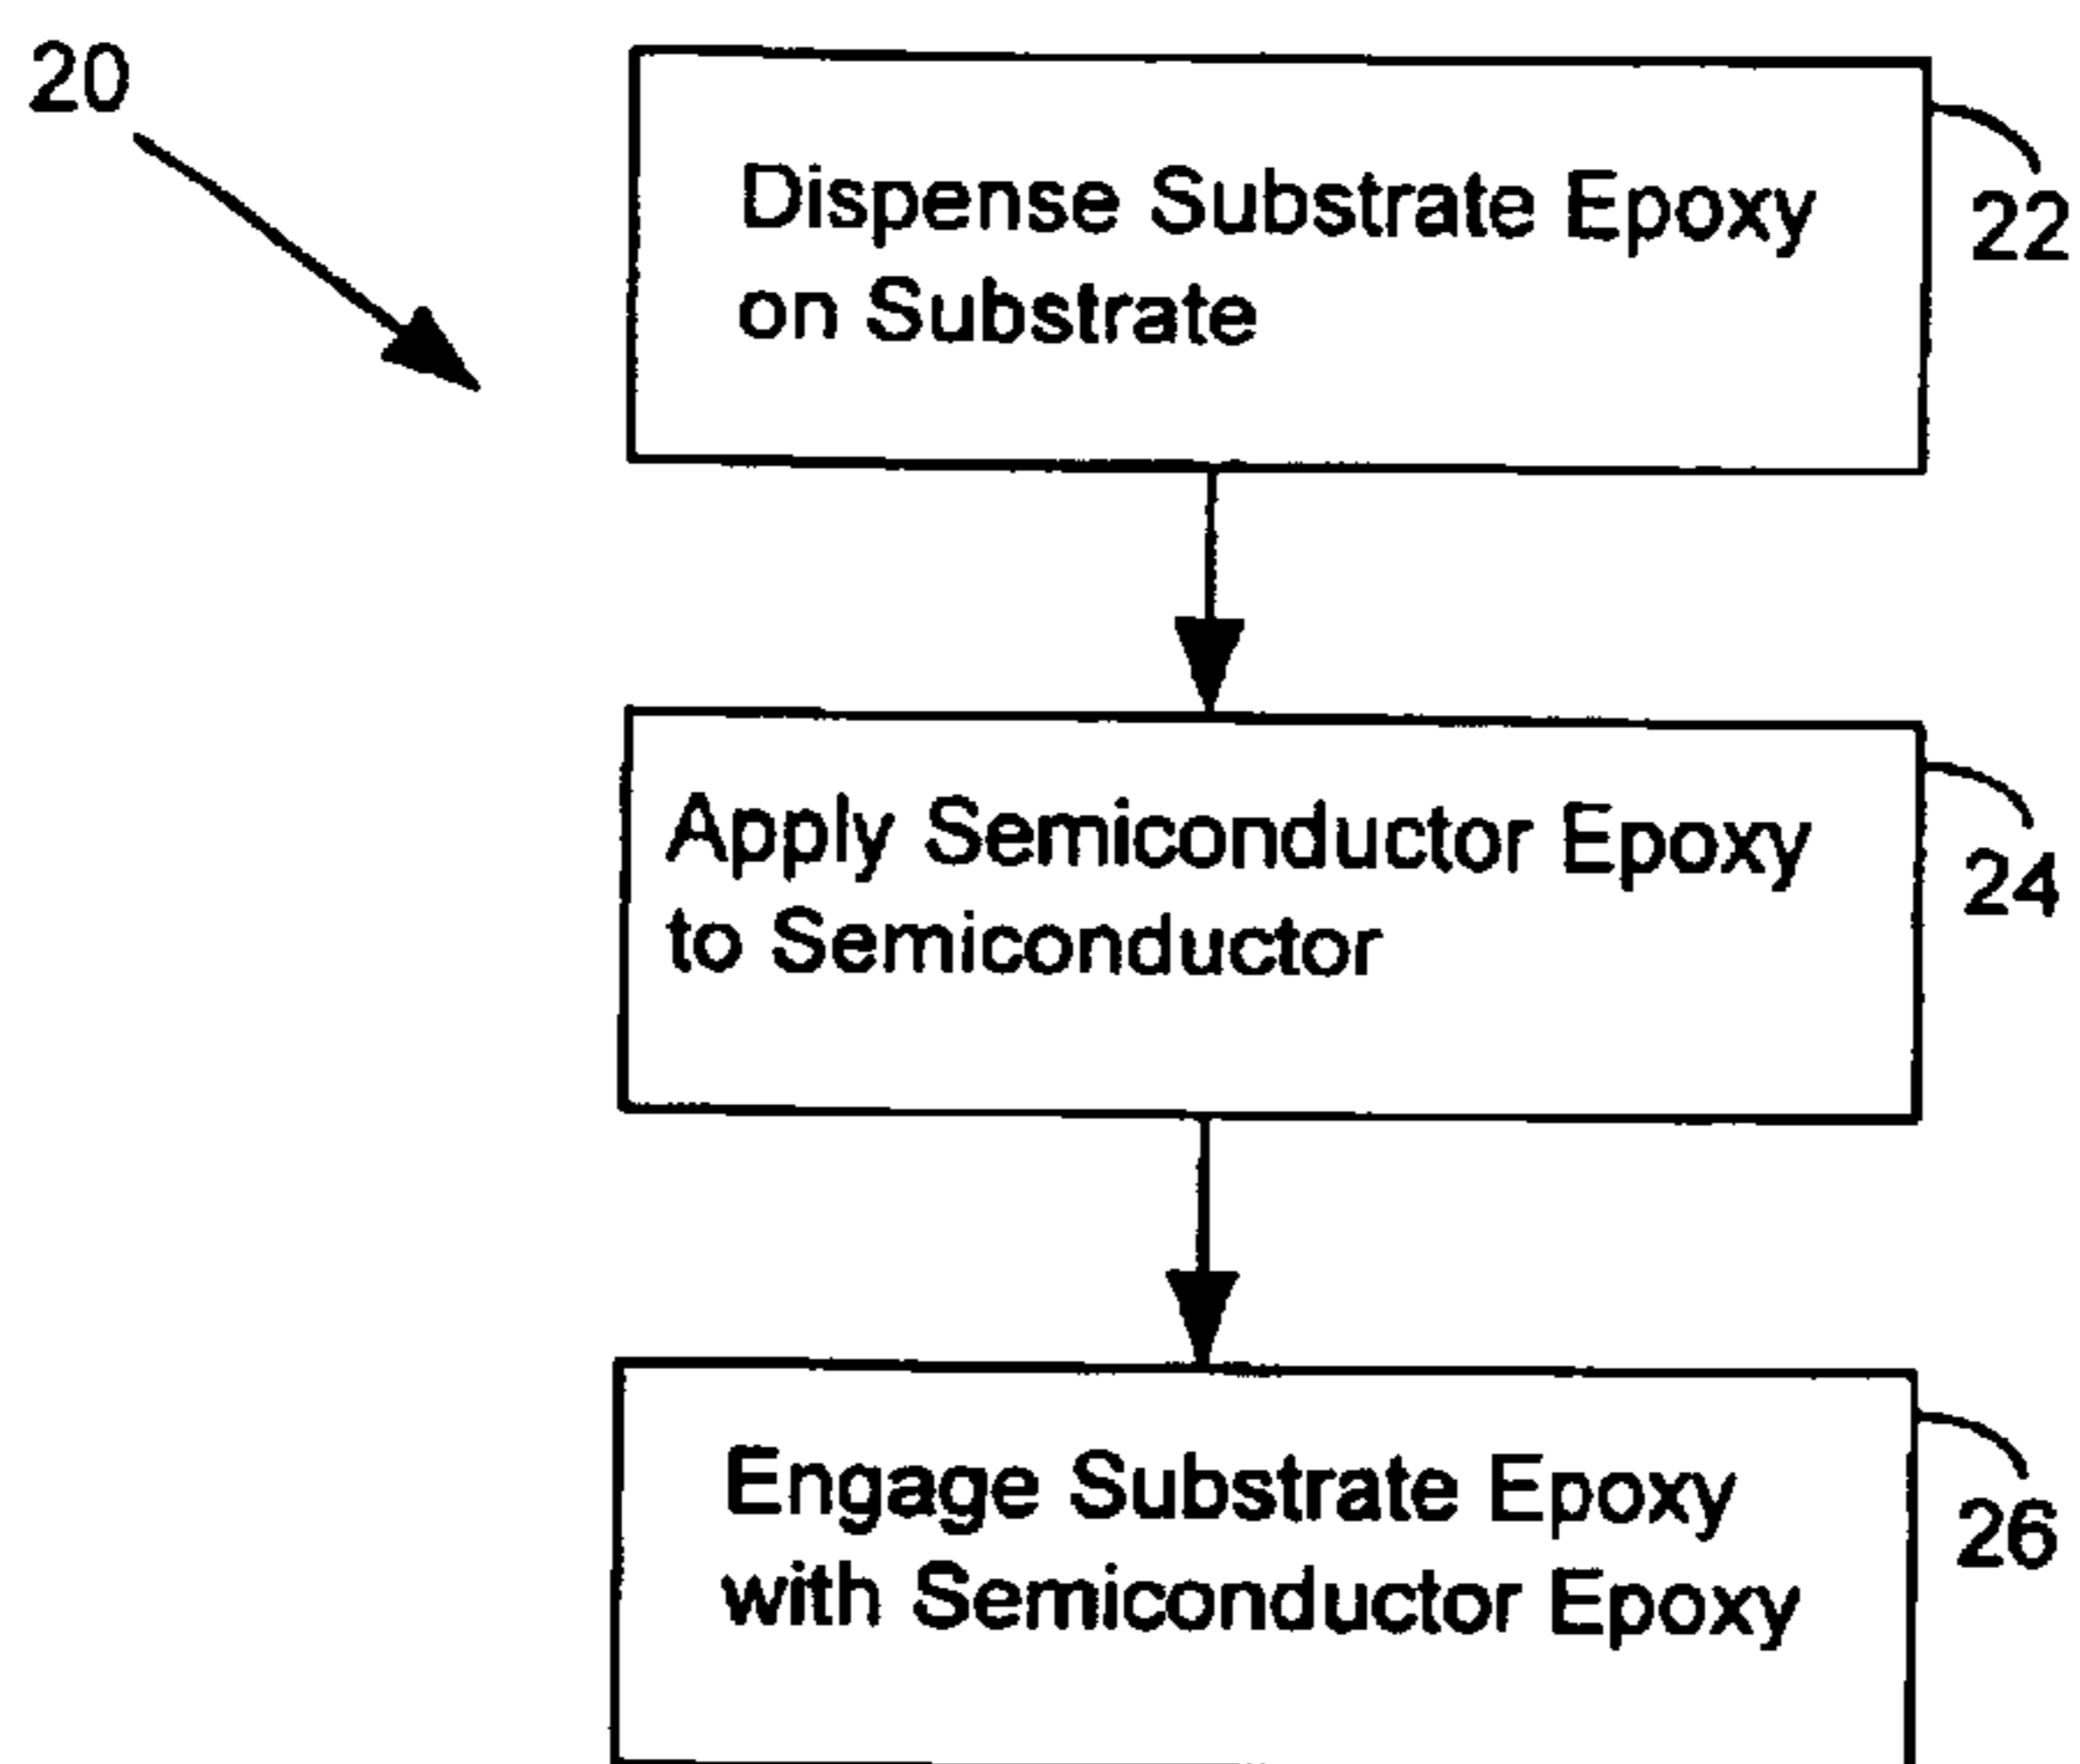 20
Dispense Substrate Epoxy
on Substrate
22
Apply Semiconductor Epoxy
to Semiconductor
24
Engage Substrate Epoxy
with Semiconductor Epoxy
26